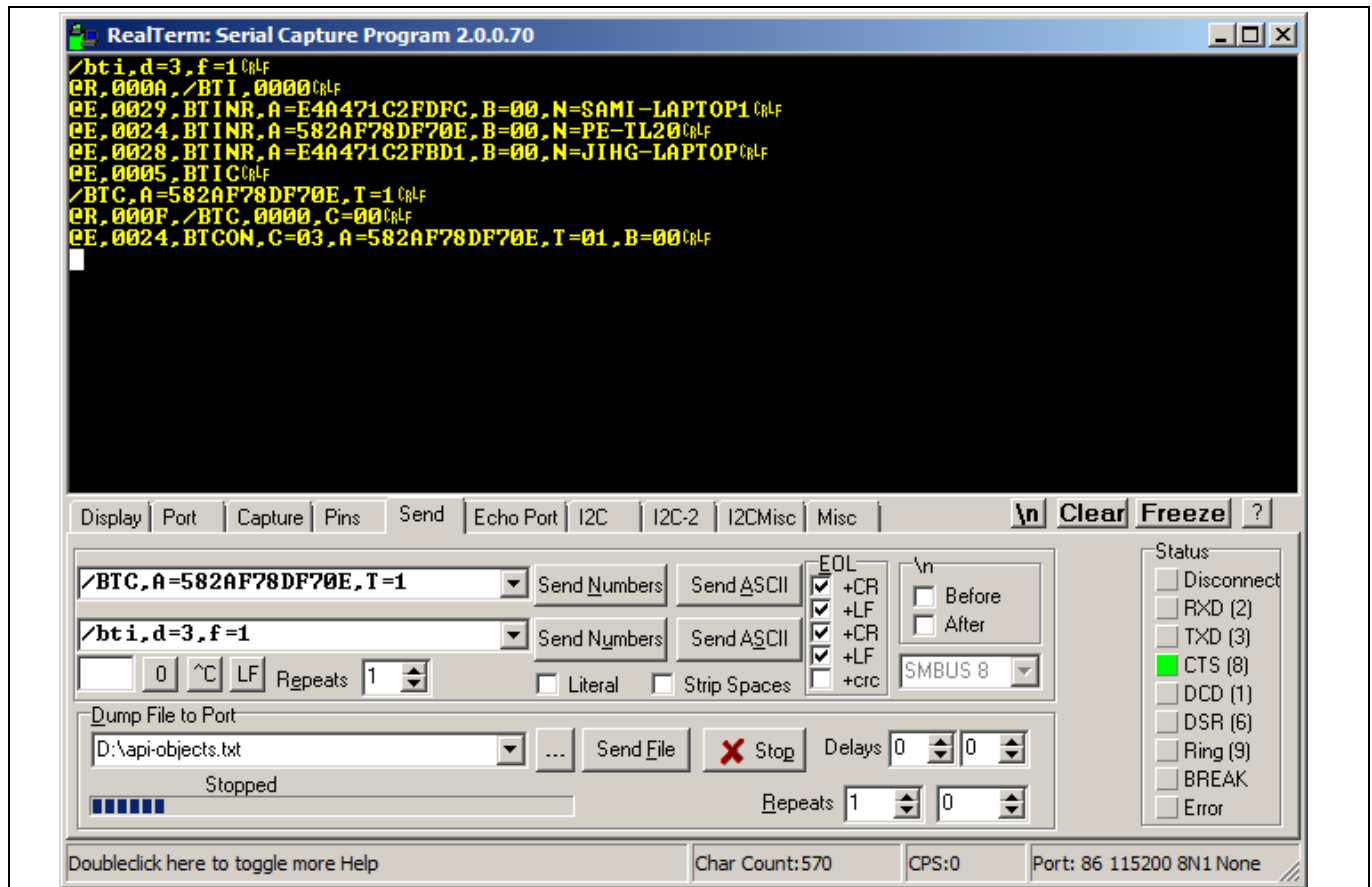 RealTerm: Serial Capture Program 2.0.0.70
/bti,d=3,f=1CRLF
@R,000A,/BTI,0000CRLF
@E,0029,BTINR,A=E4A471C2FDFC,B=00,N=SAMI-LAPTOP1CRLF
@E,0024,BTINR,A=582AF78DF70E,B=00,N=PE-TL20CRLF
@E,0028,BTINR,A=E4A471C2FBD1,B=00,N=JIHG-LAPTOPCRLF
@E,0005,BTICCRLF
/BTC,A=582AF78DF70E,T=1CRLF
@R,000F,/BTC,0000,C=00CRLF
@E,0024,BTCON,C=03,A=582AF78DF70E,T=01,B=00CRLF
Display Port Capture Pins Send Echo Port I2C I2C-2 I2CMisc Misc \n Clear Freeze ?
/BTC,A=582AF78DF70E,T=1 Send Numbers Send ASCII
/bti,d=3,f=1 Send Numbers Send ASCII
0 ^C LF Repeats 1 Literal Strip Spaces
EOL
+CR
+LF
+CR
+LF
+crc
\n
Before
After
SMBUS 8
Dump File to Port
D:\api-objects.txt ... Send File Stop Delays 0 0
Stopped
Repeats 1 0
Status
Disconnect
RXD (2)
TXD (3)
CTS (8)
DCD (1)
DSR (6)
Ring (9)
BREAK
Error
Doubleclick here to toggle more Help Char Count:570 CPS:0 Port: 86 115200 8N1 None